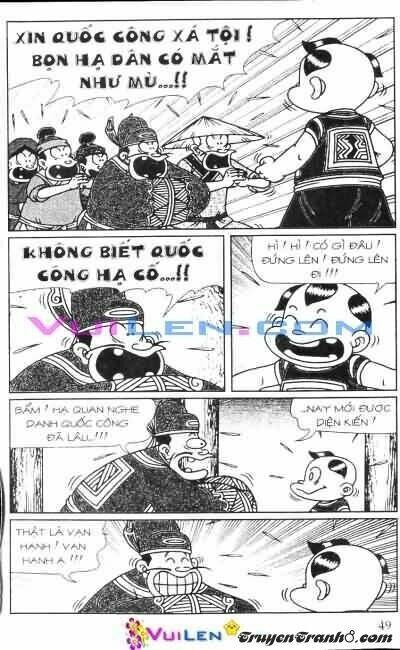 XIN QUỐC CÔNG XÁ TỘI!
BỌN HẠ DÂN CÓ MẮT
NHƯ MÙ...!!
KHÔNG BIẾT QUỐC
CÔNG HẠ CỐ...!!
HÌ! HÌ! CÓ GÌ ĐÂU!
ĐỨNG LÊN! ĐỨNG LÊN
ĐI!!!
VUILEN.COM
BẨM! HẠ QUAN NGHE
DANH QUỐC CÔNG
ĐÃ LÂU...!!!
...NAY MỚI ĐƯỢC
DIỆN KIẾN!
THẬT LÀ VẠN
HẠNH! VẠN
HẠNH Ạ!!!
49
VUILEN
TruyenTranh8.com